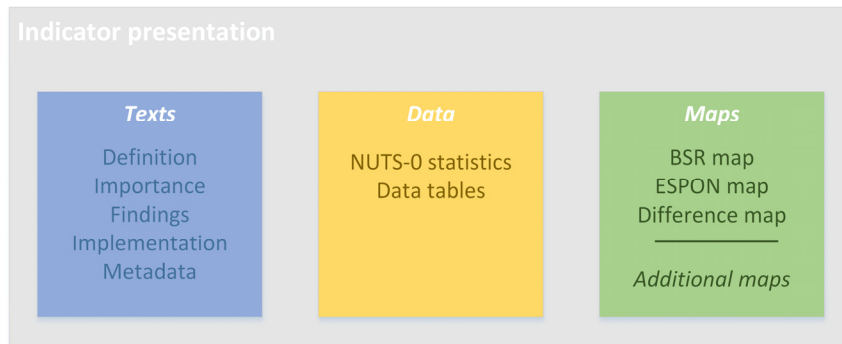 Indicator presentation
Texts
Definition
Importance
Findings
Implementation
Metadata
Data
NUTS-0 statistics
Data tables
Maps
BSR map
ESPON map
Difference map
Additional maps